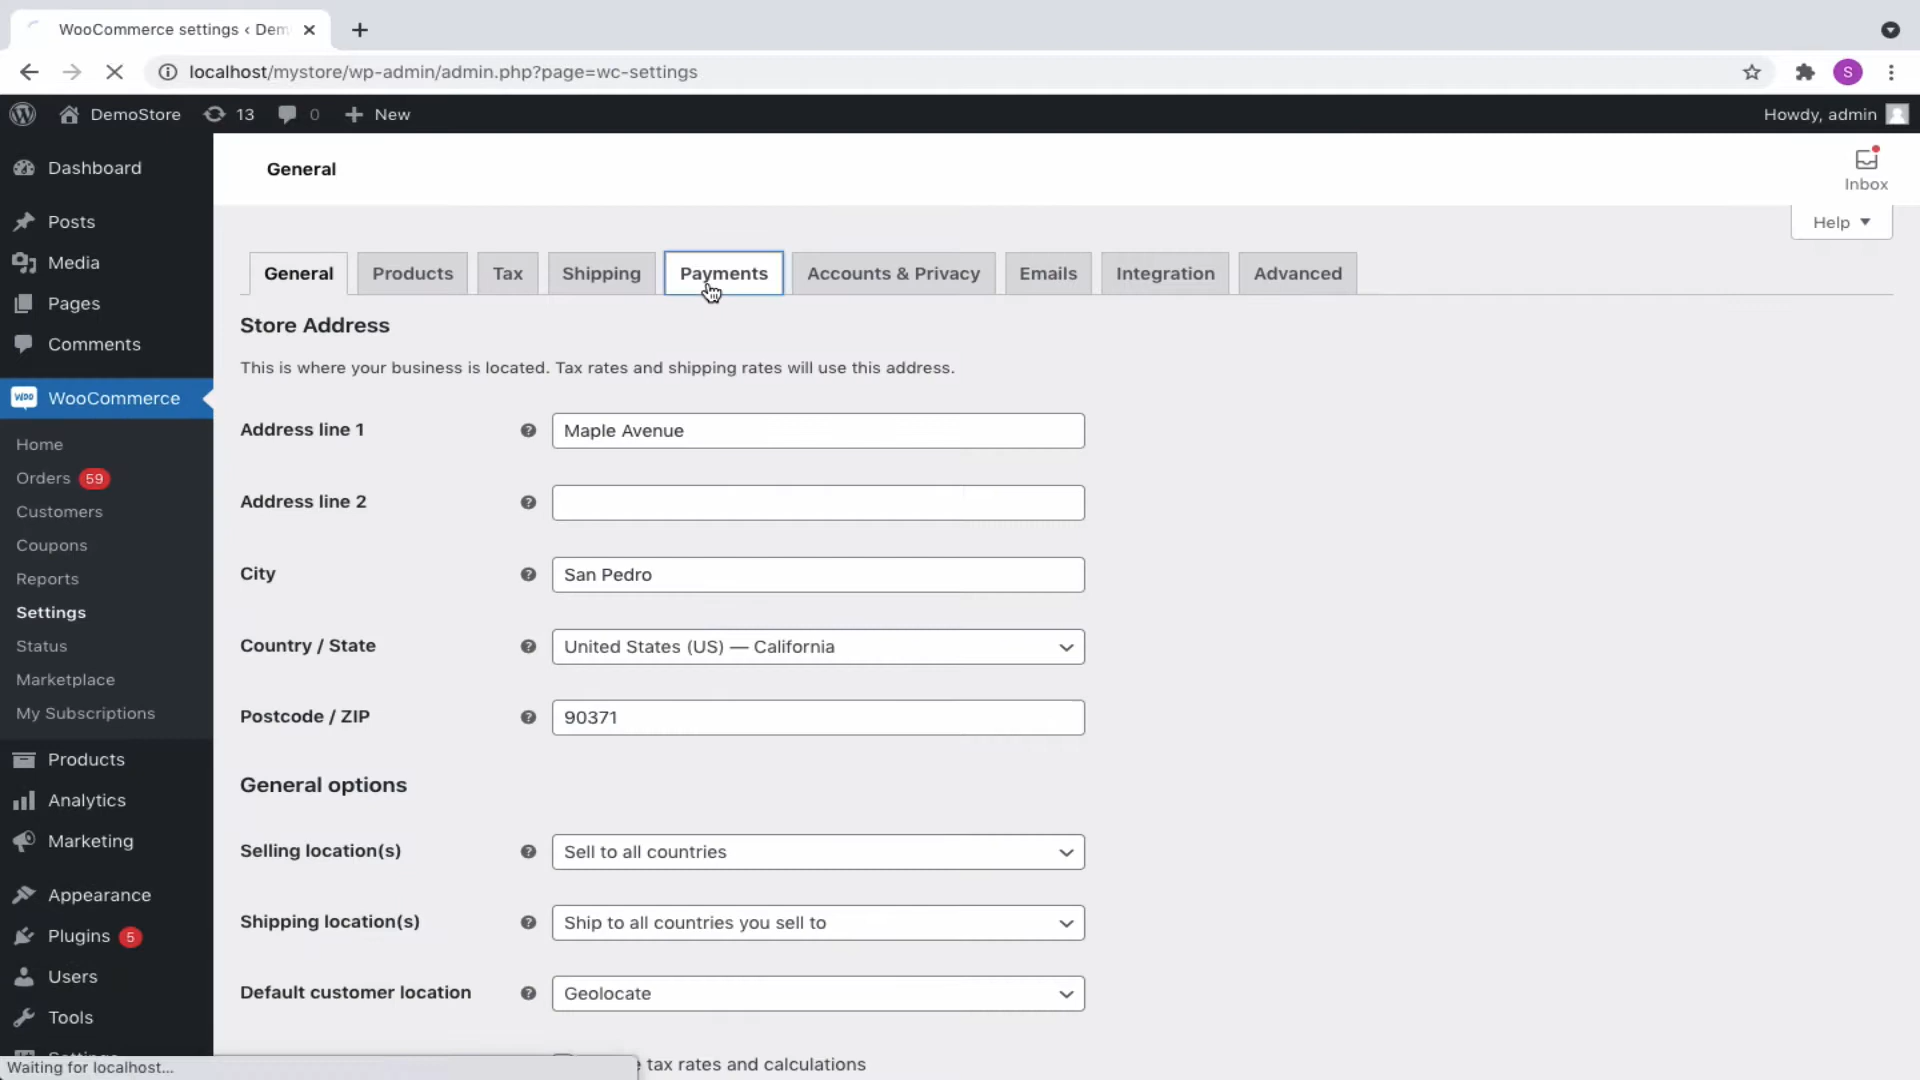 WooCommerce settings ‹ Dem
localhost/mystore/wp-admin/admin.php?page=wc-settings
S
DemoStore
13
0
New
Howdy, admin
Dashboard
Posts
Media
Pages
Comments
WOO
WooCommerce
Home
Orders 59
Customers
Coupons
Reports
Settings
Status
Marketplace
My Subscriptions
Products
Analytics
Marketing
Appearance
Plugins 5
Users
Tools
General
Inbox
Help
General
Products
Tax
Shipping
Payments
Accounts & Privacy
Emails
Integration
Advanced
Store Address
This is where your business is located. Tax rates and shipping rates will use this address.
Address line 1
Maple Avenue
Address line 2
City
San Pedro
Country / State
United States (US) — California
Postcode / ZIP
90371
General options
Selling location(s)
Sell to all countries
Shipping location(s)
Ship to all countries you sell to
Default customer location
Geolocate
tax rates and calculations
Waiting for localhost...